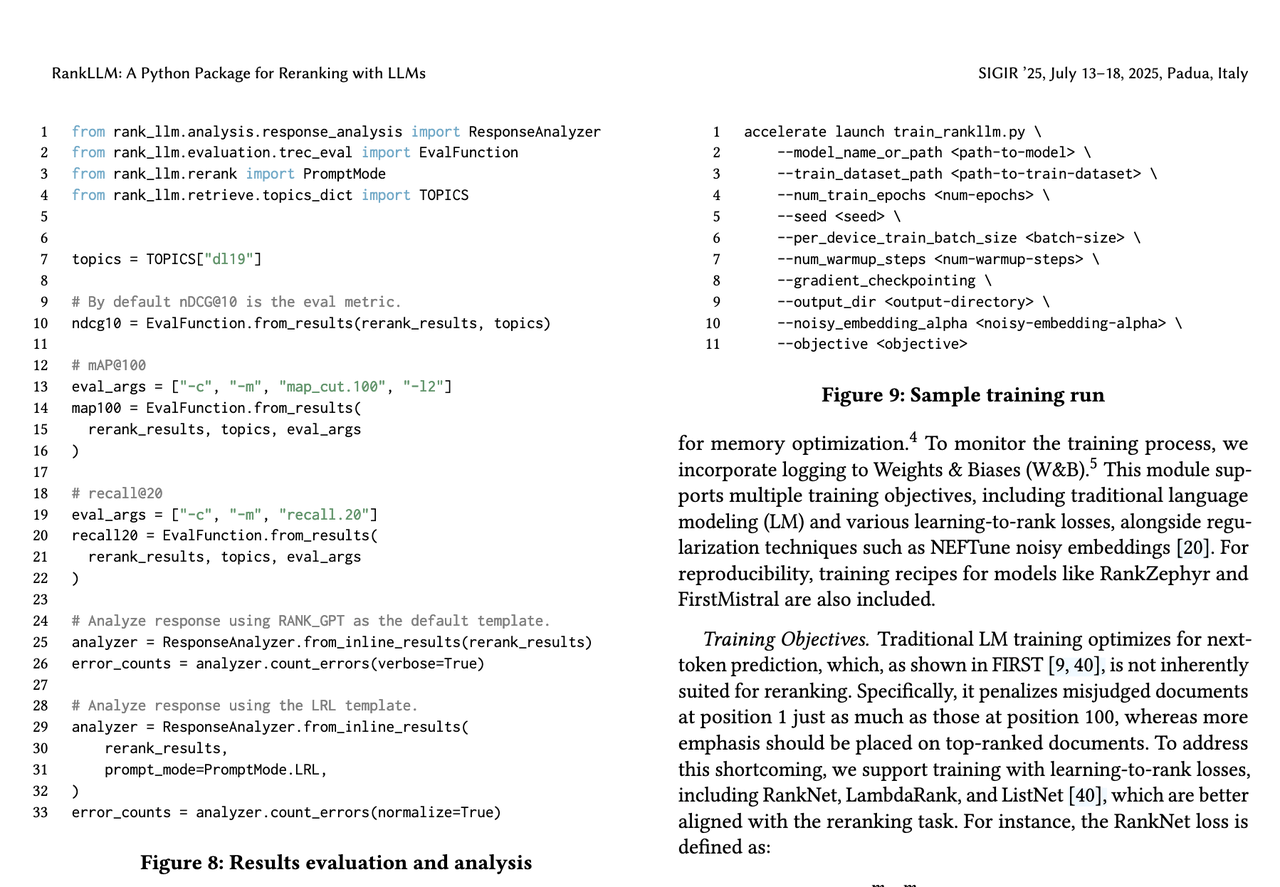 RankLLM: A Python Package for Reranking with LLMs
SIGIR ’25, July 13–18, 2025, Padua, Italy
1 from rank_llm.analysis.response_analysis import ResponseAnalyzer
2 from rank_llm.evaluation.trec_eval import EvalFunction
3 from rank_llm.rerank import PromptMode
4 from rank_llm.retrieve.topics_dict import TOPICS
5
6
7 topics = TOPICS["dl19"]
8
9 # By default nDCG@10 is the eval metric.
10 ndcg10 = EvalFunction.from_results(rerank_results, topics)
11
12 # mAP@100
13 eval_args = ["-c", "-m", "map_cut.100", "-l2"]
14 map100 = EvalFunction.from_results(
15   rerank_results, topics, eval_args
16 )
17
18 # recall@20
19 eval_args = ["-c", "-m", "recall.20"]
20 recall20 = EvalFunction.from_results(
21   rerank_results, topics, eval_args
22 )
23
24 # Analyze response using RANK_GPT as the default template.
25 analyzer = ResponseAnalyzer.from_inline_results(rerank_results)
26 error_counts = analyzer.count_errors(verbose=True)
27
28 # Analyze response using the LRL template.
29 analyzer = ResponseAnalyzer.from_inline_results(
30     rerank_results,
31     prompt_mode=PromptMode.LRL,
32 )
33 error_counts = analyzer.count_errors(normalize=True)
Figure 8: Results evaluation and analysis
1 accelerate launch train_rankllm.py \
2     --model_name_or_path <path-to-model> \
3     --train_dataset_path <path-to-train-dataset> \
4     --num_train_epochs <num-epochs> \
5     --seed <seed> \
6     --per_device_train_batch_size <batch-size> \
7     --num_warmup_steps <num-warmup-steps> \
8     --gradient_checkpointing \
9     --output_dir <output-directory> \
10     --noisy_embedding_alpha <noisy-embedding-alpha> \
11     --objective <objective>
Figure 9: Sample training run
for memory optimization.4 To monitor the training process, we
incorporate logging to Weights & Biases (W&B).5 This module sup-
ports multiple training objectives, including traditional language
modeling (LM) and various learning-to-rank losses, alongside regu-
larization techniques such as NEFTune noisy embeddings [20]. For
reproducibility, training recipes for models like RankZephyr and
FirstMistral are also included.
Training Objectives. Traditional LM training optimizes for next-
token prediction, which, as shown in FIRST [9, 40], is not inherently
suited for reranking. Specifically, it penalizes misjudged documents
at position 1 just as much as those at position 100, whereas more
emphasis should be placed on top-ranked documents. To address
this shortcoming, we support training with learning-to-rank losses,
including RankNet, LambdaRank, and ListNet [40], which are better
aligned with the reranking task. For instance, the RankNet loss is
defined as: